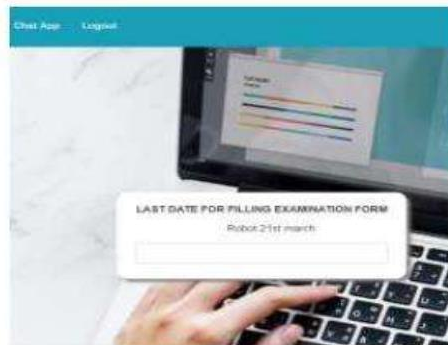 Chat App Logout
LAST DATE FOR FILLING EXAMINATION FORM
Robot 21st march